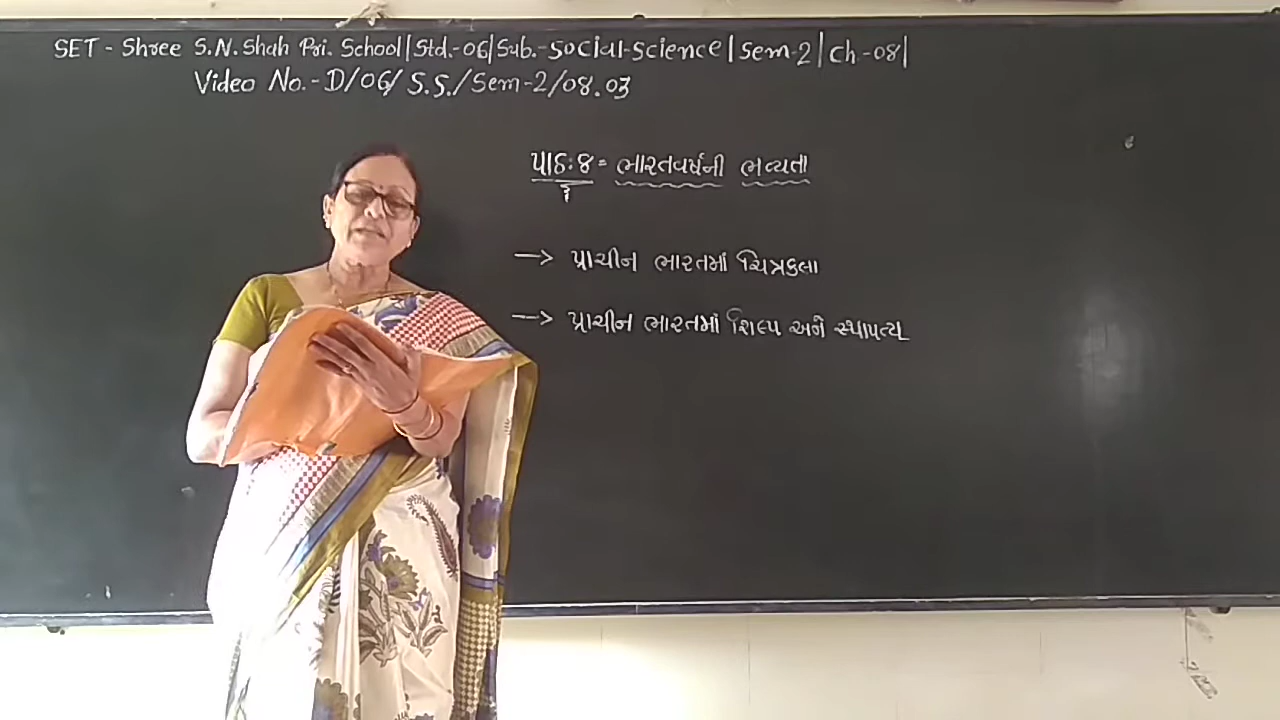 SET - Shree S.N. Shah Pri. School|Std.-06|Sub.-Social-Science|Sem-2|Ch-08|
Video No.- D/06/ S.S./Sem-2/08.03
પાઠ:૪ = ભારતવર્ષની ભવ્યતા
→ પ્રાચીન ભારતમાં ચિત્રકલા
→ પ્રાચીન ભારતમાં શિલ્પ અને સ્થાપત્ય